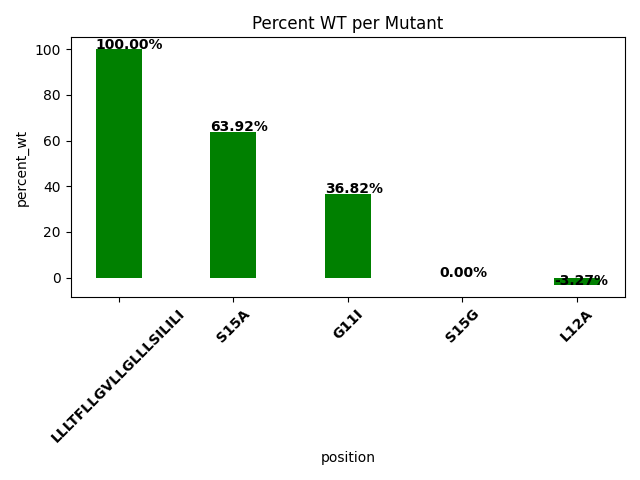 Percent WT per Mutant
percent_wt
100
80
60
40
20
0
100.00%
63.92%
36.82%
0.00%
-3.27%
LLLTFLLGVLLGLLLSILILI
S15A
G11I
S15G
L12A
position